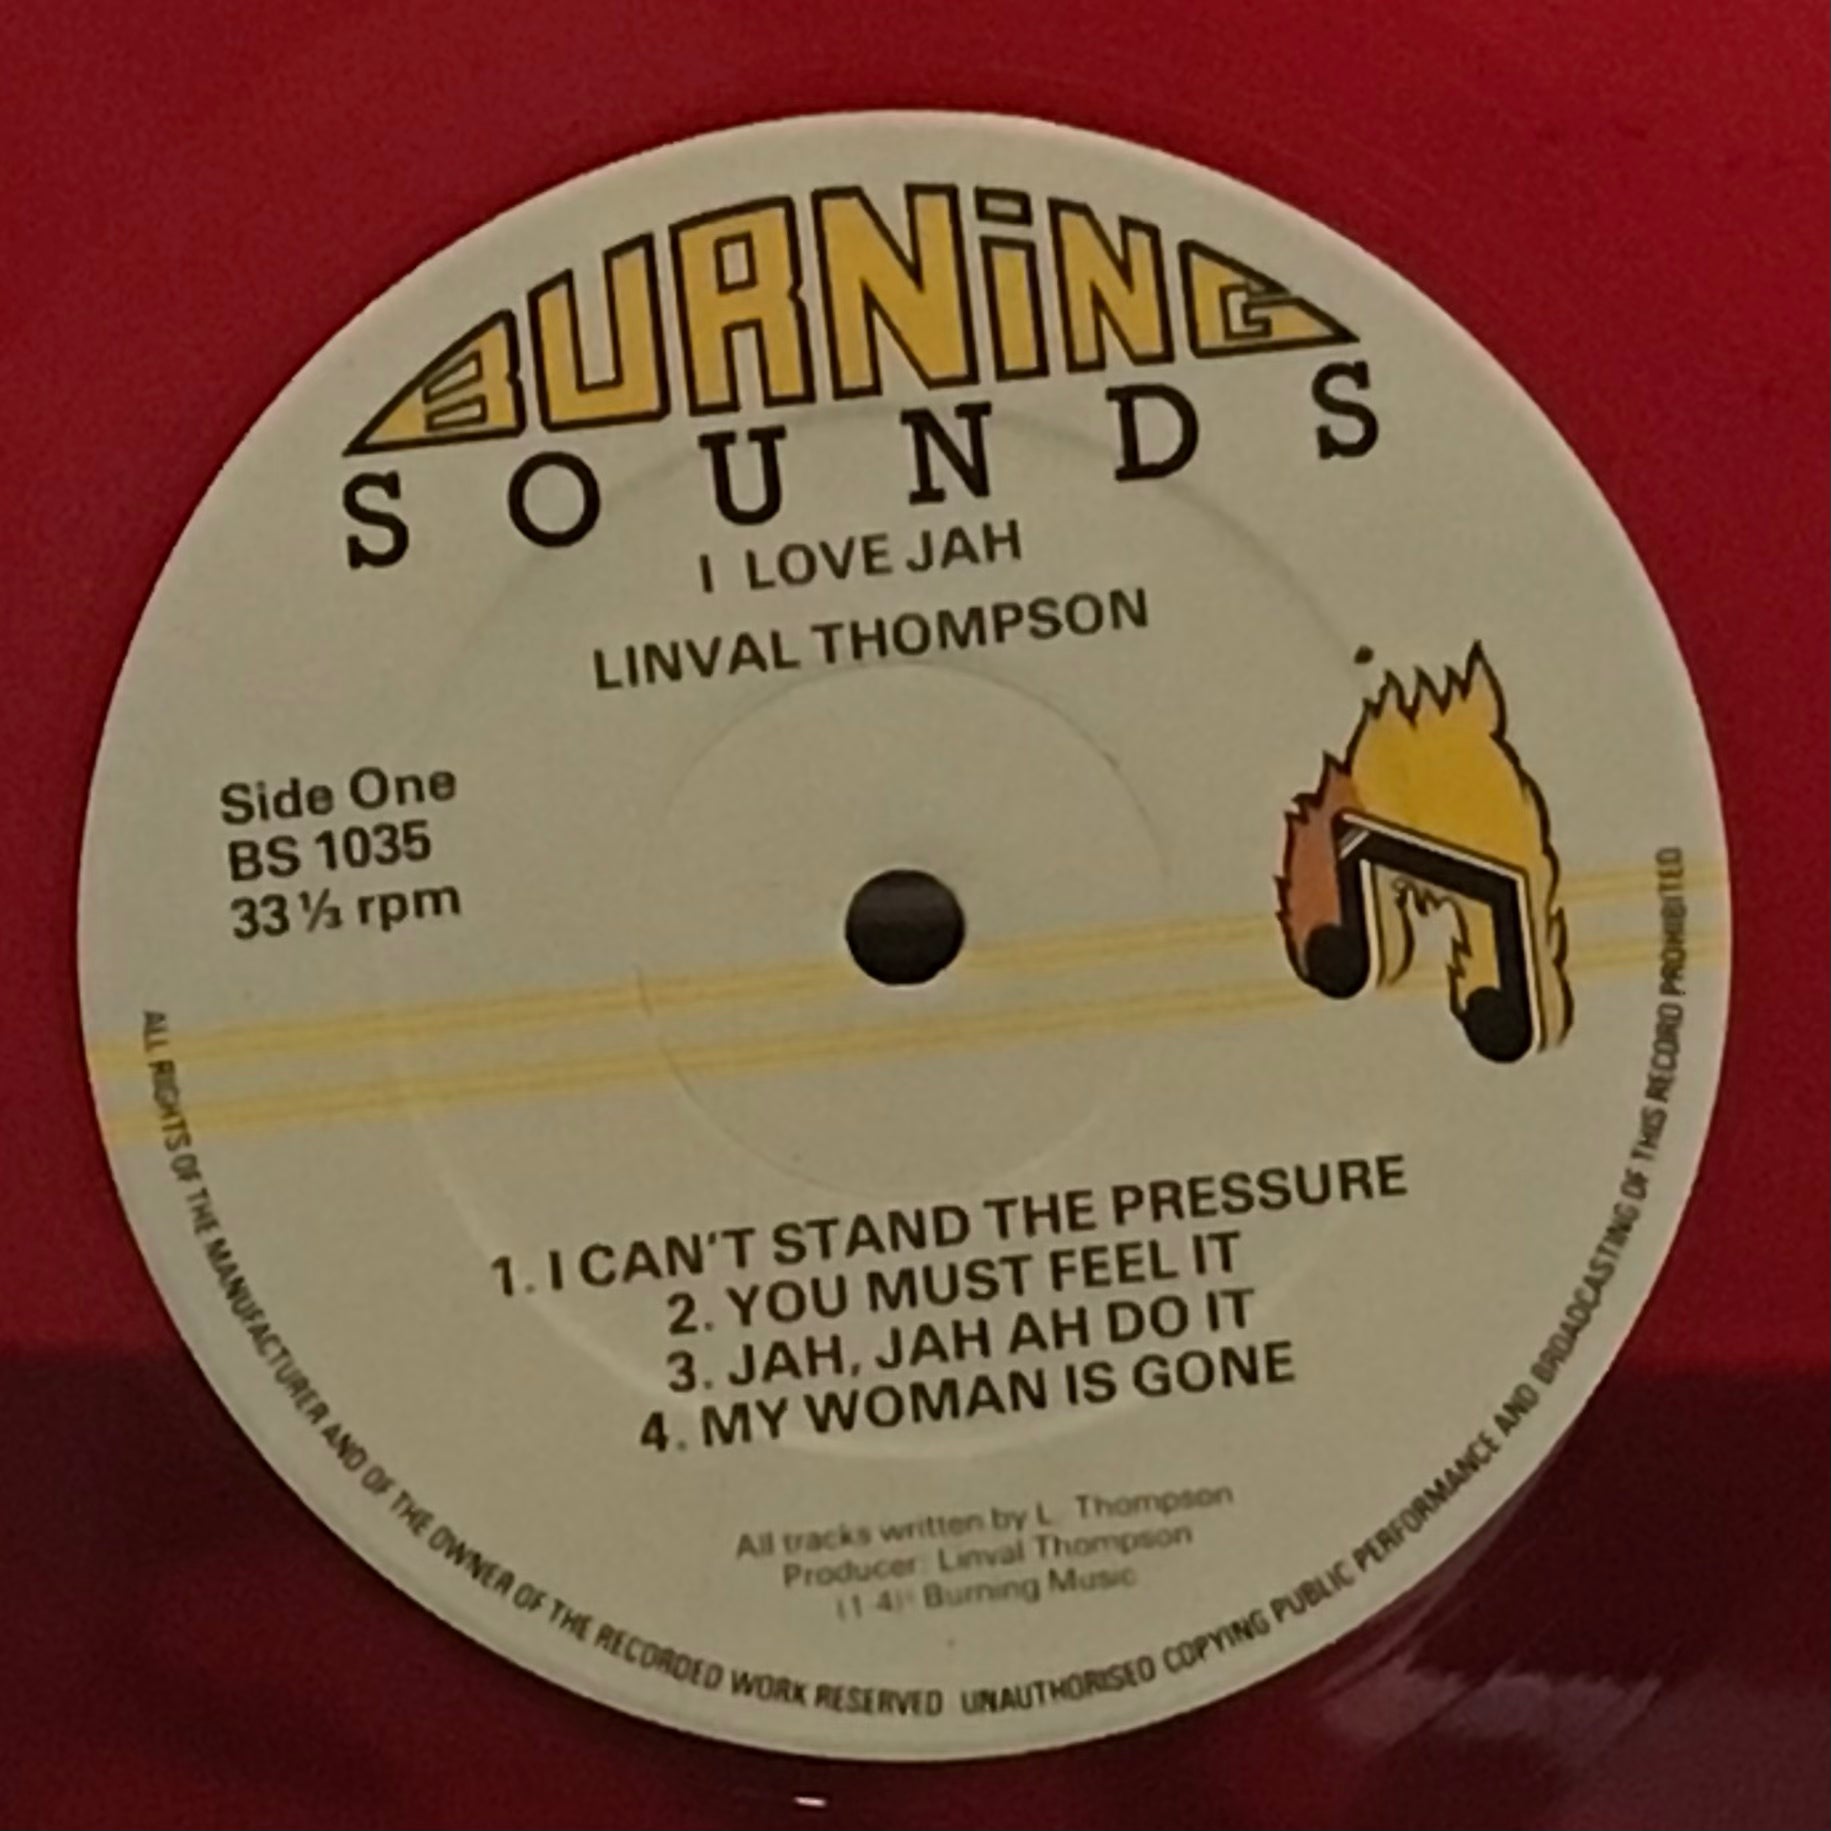 BURNiNG
SOUNDS
I LOVE JAH
LINVAL THOMPSON
Side One
BS 1035
33 ⅓ rpm
1. I CAN'T STAND THE PRESSURE
2. YOU MUST FEEL IT
3. JAH, JAH AH DO IT
4. MY WOMAN IS GONE
All tracks written by L. Thompson
Producer: Linval Thompson
(1-4) Burning Music
ALL RIGHTS OF THE MANUFACTURER AND OF THE OWNER OF THE RECORDED WORK RESERVED UNAUTHORISED COPYING PUBLIC PERFORMANCE AND BROADCASTING OF THIS RECORD PROHIBITED